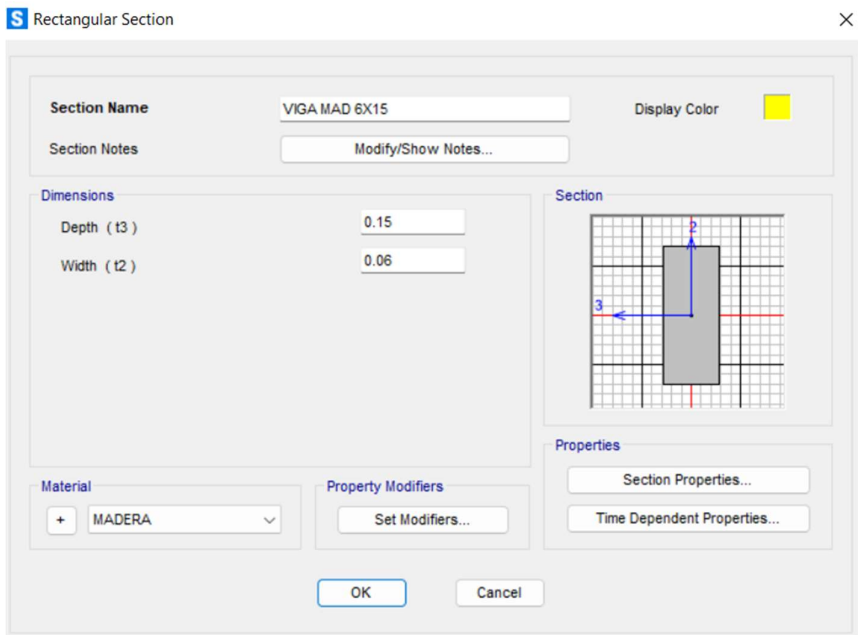 S Rectangular Section
Section Name VIGA MAD 6X15 Display Color
Section Notes Modify/Show Notes...
Dimensions
Depth ( t3 ) 0.15
Width ( t2 ) 0.06
Section
2
3
Properties
Section Properties...
Time Dependent Properties...
Material
+ MADERA
Property Modifiers
Set Modifiers...
OK Cancel